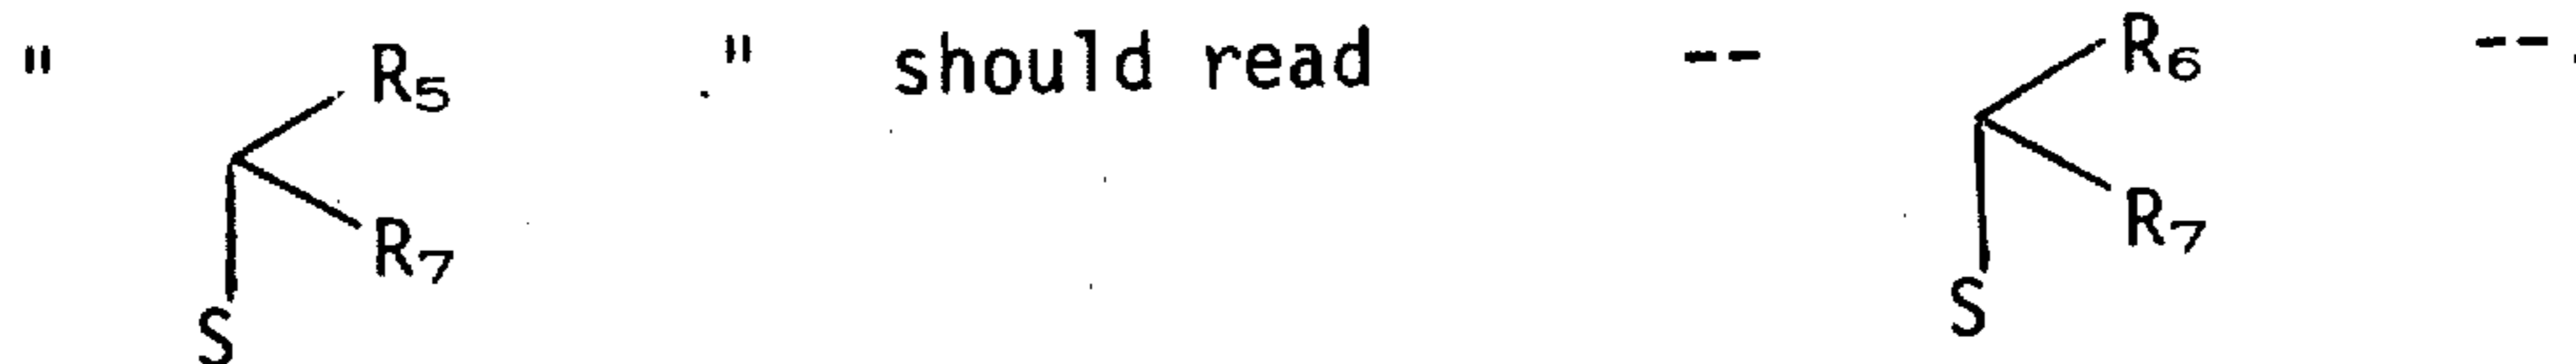 " R5 " should read -- R6 --.
R7 R7
S S